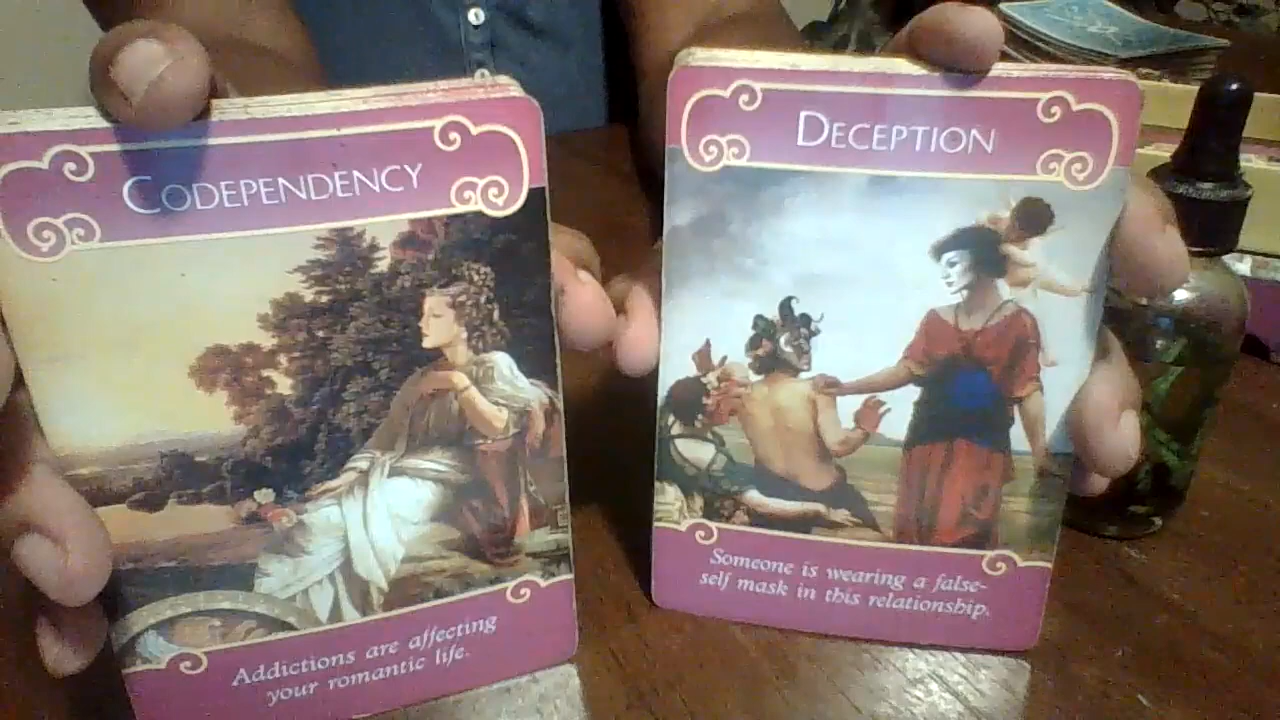 CODEPENDENCY
Addictions are affecting
your romantic life.
DECEPTION
Someone is wearing a false-
self mask in this relationship.